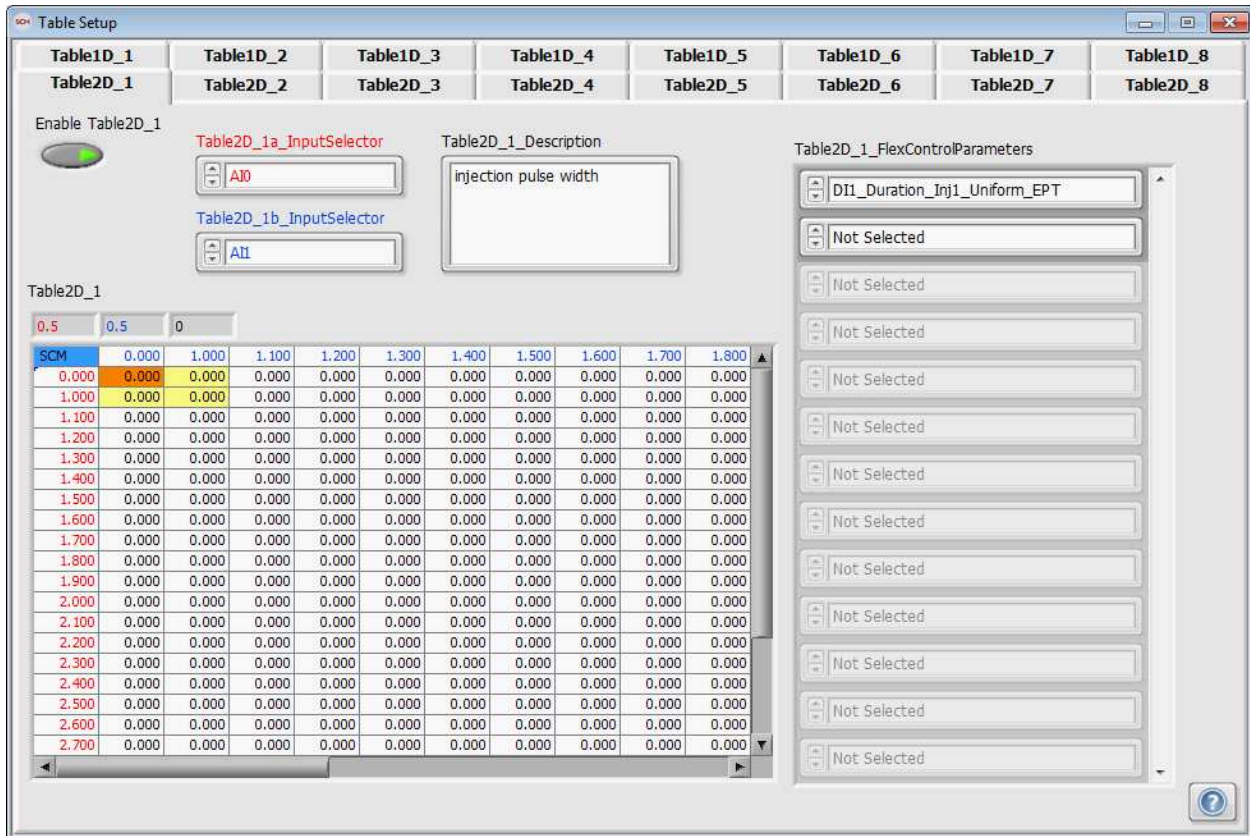 SCM Table Setup
Table1D_1 Table1D_2 Table1D_3 Table1D_4 Table1D_5 Table1D_6 Table1D_7 Table1D_8
Table2D_1 Table2D_2 Table2D_3 Table2D_4 Table2D_5 Table2D_6 Table2D_7 Table2D_8
Enable Table2D_1
Table2D_1a_InputSelector
AI0
Table2D_1b_InputSelector
AI1
Table2D_1_Description
injection pulse width
Table2D_1
0.5 0.5 0
SCM 0.000 1.000 1.100 1.200 1.300 1.400 1.500 1.600 1.700 1.800
0.000 0.000 0.000 0.000 0.000 0.000 0.000 0.000 0.000 0.000 0.000
1.000 0.000 0.000 0.000 0.000 0.000 0.000 0.000 0.000 0.000 0.000
1.100 0.000 0.000 0.000 0.000 0.000 0.000 0.000 0.000 0.000 0.000
1.200 0.000 0.000 0.000 0.000 0.000 0.000 0.000 0.000 0.000 0.000
1.300 0.000 0.000 0.000 0.000 0.000 0.000 0.000 0.000 0.000 0.000
1.400 0.000 0.000 0.000 0.000 0.000 0.000 0.000 0.000 0.000 0.000
1.500 0.000 0.000 0.000 0.000 0.000 0.000 0.000 0.000 0.000 0.000
1.600 0.000 0.000 0.000 0.000 0.000 0.000 0.000 0.000 0.000 0.000
1.700 0.000 0.000 0.000 0.000 0.000 0.000 0.000 0.000 0.000 0.000
1.800 0.000 0.000 0.000 0.000 0.000 0.000 0.000 0.000 0.000 0.000
1.900 0.000 0.000 0.000 0.000 0.000 0.000 0.000 0.000 0.000 0.000
2.000 0.000 0.000 0.000 0.000 0.000 0.000 0.000 0.000 0.000 0.000
2.100 0.000 0.000 0.000 0.000 0.000 0.000 0.000 0.000 0.000 0.000
2.200 0.000 0.000 0.000 0.000 0.000 0.000 0.000 0.000 0.000 0.000
2.300 0.000 0.000 0.000 0.000 0.000 0.000 0.000 0.000 0.000 0.000
2.400 0.000 0.000 0.000 0.000 0.000 0.000 0.000 0.000 0.000 0.000
2.500 0.000 0.000 0.000 0.000 0.000 0.000 0.000 0.000 0.000 0.000
2.600 0.000 0.000 0.000 0.000 0.000 0.000 0.000 0.000 0.000 0.000
2.700 0.000 0.000 0.000 0.000 0.000 0.000 0.000 0.000 0.000 0.000
Table2D_1_FlexControlParameters
DI1_Duration_Inj1_Uniform_EPT
Not Selected
Not Selected
Not Selected
Not Selected
Not Selected
Not Selected
Not Selected
Not Selected
Not Selected
Not Selected
Not Selected
Not Selected
?